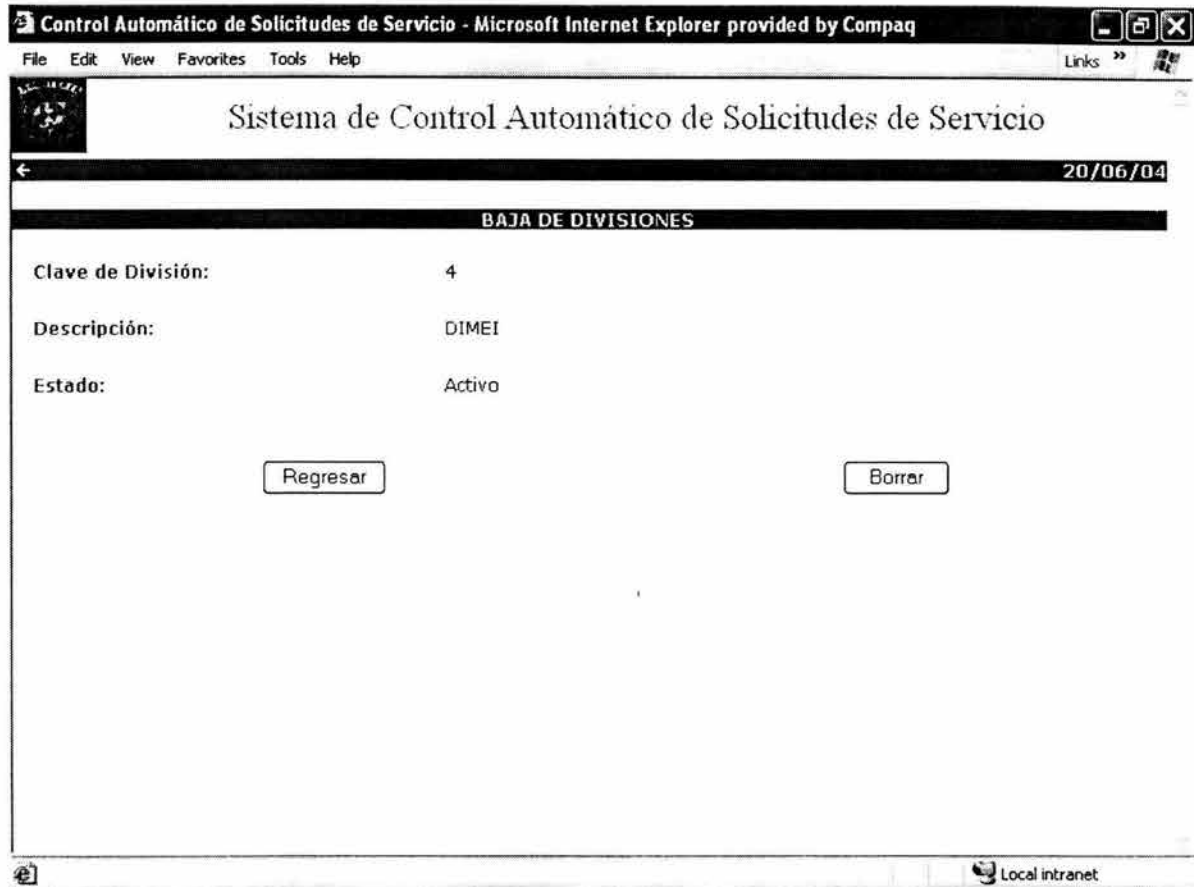 Control Automático de Solicitudes de Servicio - Microsoft Internet Explorer provided by Compaq
File Edit View Favorites Tools Help Links »
Sistema de Control Automático de Solicitudes de Servicio
20/06/04
BAJA DE DIVISIONES
Clave de División: 4
Descripción: DIMEI
Estado: Activo
Regresar Borrar
Local intranet